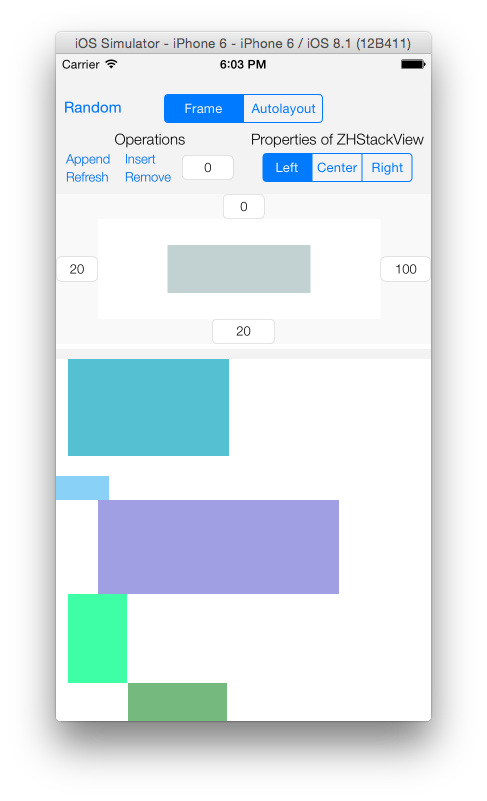 iOS Simulator - iPhone 6 - iPhone 6 / iOS 8.1 (12B411)
Carrier 6:03 PM
Random Frame Autolayout
Operations Properties of ZHStackView
Append Insert 0 Left Center Right
Refresh Remove
0
20 100
20